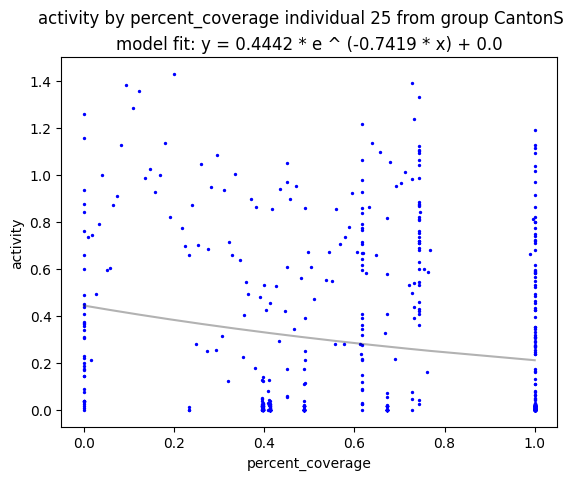 activity by percent_coverage individual 25 from group CantonS
model fit: y = 0.4442 * e ^ (-0.7419 * x) + 0.0
1.4
1.2
1.0
0.8
0.6
0.4
0.2
0.0
activity
0.0 0.2 0.4 0.6 0.8 1.0
percent_coverage